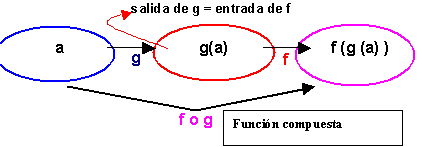 salida de g = entrada de f
a
g(a)
f (g (a) )
g
f
f o g
Función compuesta